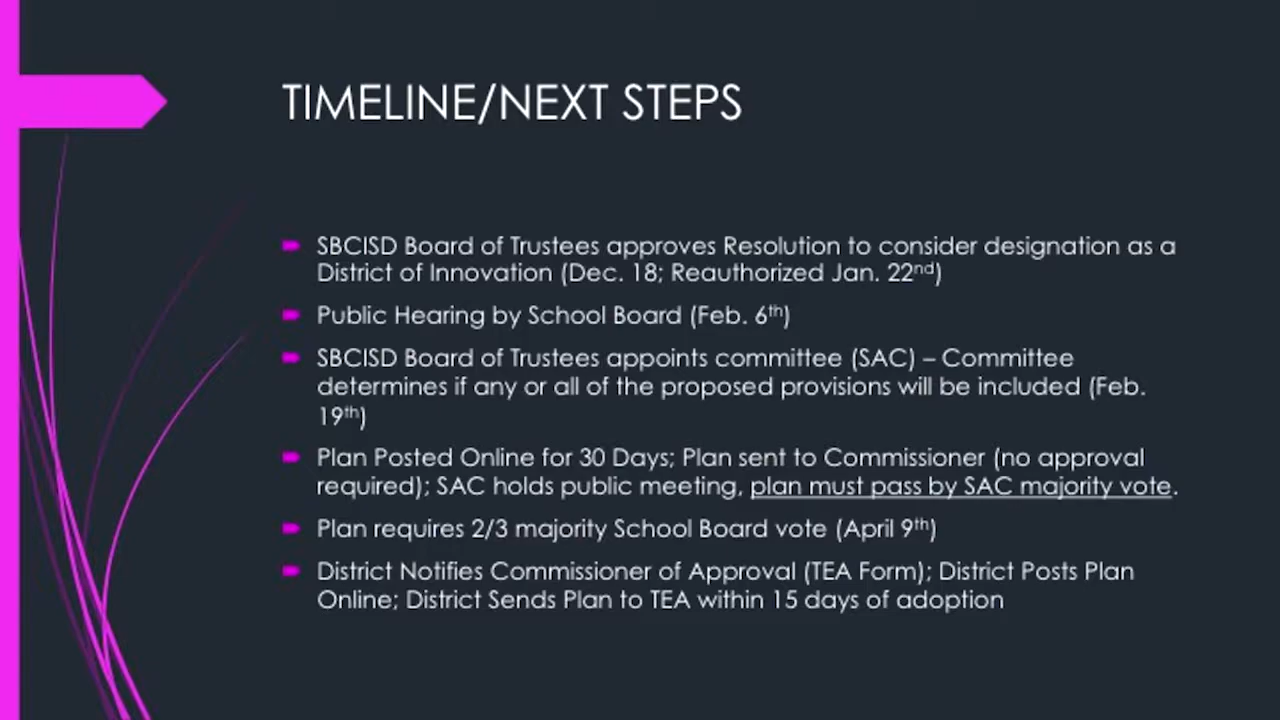 TIMELINE/NEXT STEPS
SBCISD Board of Trustees approves Resolution to consider designation as a
District of Innovation (Dec. 18; Reauthorized Jan. 22nd)
Public Hearing by School Board (Feb. 6th)
SBCISD Board of Trustees appoints committee (SAC) – Committee
determines if any or all of the proposed provisions will be included (Feb.
19th)
Plan Posted Online for 30 Days; Plan sent to Commissioner (no approval
required); SAC holds public meeting, plan must pass by SAC majority vote.
Plan requires 2/3 majority School Board vote (April 9th)
District Notifies Commissioner of Approval (TEA Form); District Posts Plan
Online; District Sends Plan to TEA within 15 days of adoption